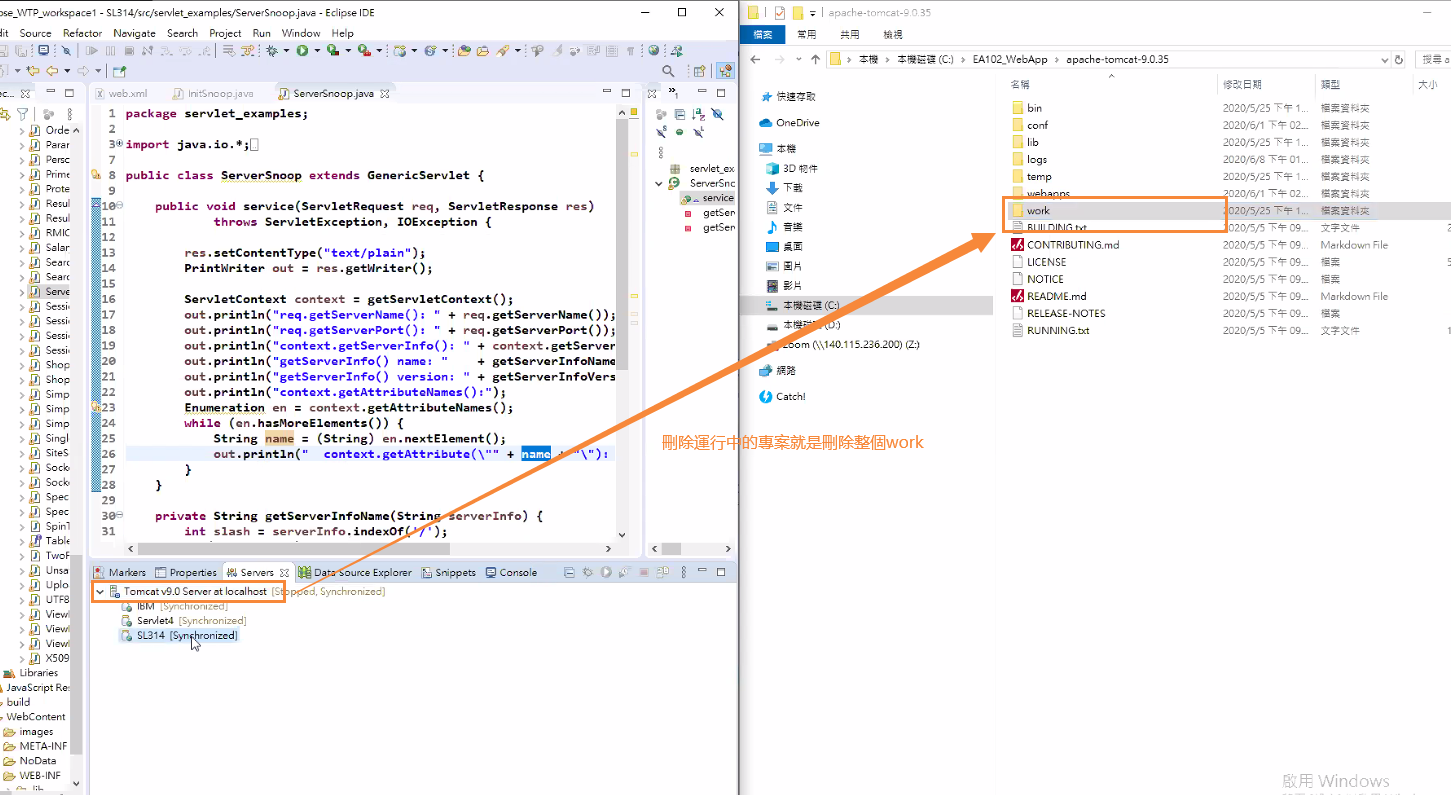 pse_WTP_workspace1 - SL314/src/servlet_examples/ServerSnoop.java - Eclipse IDE
dit Source Refactor Navigate Search Project Run Window Help
web.xml InitSnoop.java ServerSnoop.java
1 package servlet_examples;
2
3 import java.io.*;
7
8 public class ServerSnoop extends GenericServlet {
9
10 public void service(ServletRequest req, ServletResponse res)
11 throws ServletException, IOException {
12
13 res.setContentType("text/plain");
14 PrintWriter out = res.getWriter();
15
16 ServletContext context = getServletContext();
17 out.println("req.getServerName(): " + req.getServerName());
18 out.println("req.getServerPort(): " + req.getServerPort());
19 out.println("context.getServerInfo(): " + context.getServer
20 out.println("getServerInfo() name: " + getServerInfoName
21 out.println("getServerInfo() version: " + getServerInfoVers
22 out.println("context.getAttributeNames():");
23 Enumeration en = context.getAttributeNames();
24 while (en.hasMoreElements()) {
25 String name = (String) en.nextElement();
26 out.println("  context.getAttribute(\"" + name + "\"):
27 }
28 }
29
30 private String getServerInfoName(String serverInfo) {
31 int slash = serverInfo.indexOf('/');
Orde
Parar
Persc
Prime
Prote
Resul
Resul
RMIC
Salar
Searc
Searc
Serve
Sessi
Sessi
Sessi
Sessi
Shop
Shop
Simp
Simp
Simp
Singl
SiteS
Socke
Socke
Spec
Spec
SpinT
Table
TwoF
Unsa
Uplo
UTF8
Viewl
Viewl
Viewl
X509
Libraries
JavaScript Res
build
WebContent
images
META-INF
NoData
WEB-INF
lib
servlet_ex
ServerSno
service
getSer
getSer
Markers Properties Servers Data Source Explorer Snippets Console
Tomcat v9.0 Server at localhost [Stopped, Synchronized]
IBM [Synchronized]
Servlet4 [Synchronized]
SL314 [Synchronized]
刪除運行中的專案就是刪除整個work
apache-tomcat-9.0.35
檔案 常用 共用 檢視
本機 本機磁碟 (C:) EA102_WebApp apache-tomcat-9.0.35 搜尋 a
快速存取
OneDrive
本機
3D 物件
下載
文件
音樂
桌面
圖片
影片
本機磁碟 (C:)
本機磁碟 (D:)
zoom (\\140.115.236.200) (Z:)
網路
Catch!
名稱 修改日期 類型 大小
bin 2020/5/25 下午 1... 檔案資料夾
conf 2020/6/1 下午 02... 檔案資料夾
lib 2020/5/25 下午 1... 檔案資料夾
logs 2020/6/8 下午 01... 檔案資料夾
temp 2020/5/25 下午 1... 檔案資料夾
webapps 2020/6/1 下午 02... 檔案資料夾
work 2020/5/25 下午 1... 檔案資料夾
BUILDING.txt 2020/5/5 下午 09... 文字文件
CONTRIBUTING.md 2020/5/5 下午 09... Markdown File
LICENSE 2020/5/5 下午 09... 檔案
NOTICE 2020/5/5 下午 09... 檔案
README.md 2020/5/5 下午 09... Markdown File
RELEASE-NOTES 2020/5/5 下午 09... 檔案
RUNNING.txt 2020/5/5 下午 09... 文字文件
啟用 Windows